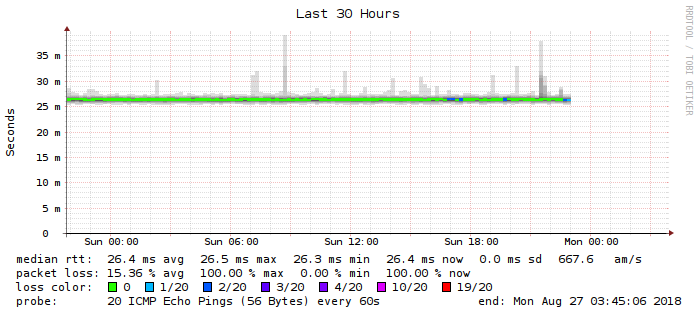 Last 30 Hours
RRDTOOL / TOBI OETIKER
Seconds
35 m
30 m
25 m
20 m
15 m
10 m
5 m
0
Sun 00:00 Sun 06:00 Sun 12:00 Sun 18:00 Mon 00:00
median rtt: 26.4 ms avg 26.5 ms max 26.3 ms min 26.4 ms now 0.0 ms sd 667.6 am/s
packet loss: 15.36 % avg 100.00 % max 0.00 % min 100.00 % now
loss color: 0 1/20 2/20 3/20 4/20 10/20 19/20
probe: 20 ICMP Echo Pings (56 Bytes) every 60s end: Mon Aug 27 03:45:06 2018